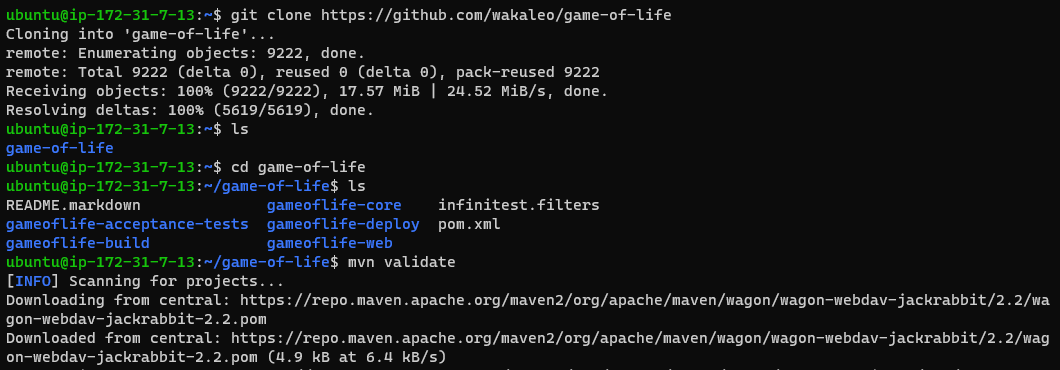 ubuntu@ip-172-31-7-13:~$ git clone https://github.com/wakaleo/game-of-life
Cloning into 'game-of-life'...
remote: Enumerating objects: 9222, done.
remote: Total 9222 (delta 0), reused 0 (delta 0), pack-reused 9222
Receiving objects: 100% (9222/9222), 17.57 MiB | 24.52 MiB/s, done.
Resolving deltas: 100% (5619/5619), done.
ubuntu@ip-172-31-7-13:~$ ls
game-of-life
ubuntu@ip-172-31-7-13:~$ cd game-of-life
ubuntu@ip-172-31-7-13:~/game-of-life$ ls
README.markdown              gameoflife-core    infinitest.filters
gameoflife-acceptance-tests  gameoflife-deploy  pom.xml
gameoflife-build             gameoflife-web
ubuntu@ip-172-31-7-13:~/game-of-life$ mvn validate
[INFO] Scanning for projects...
Downloading from central: https://repo.maven.apache.org/maven2/org/apache/maven/wagon/wagon-webdav-jackrabbit/2.2/wa
gon-webdav-jackrabbit-2.2.pom
Downloaded from central: https://repo.maven.apache.org/maven2/org/apache/maven/wagon/wagon-webdav-jackrabbit/2.2/wag
on-webdav-jackrabbit-2.2.pom (4.9 kB at 6.4 kB/s)